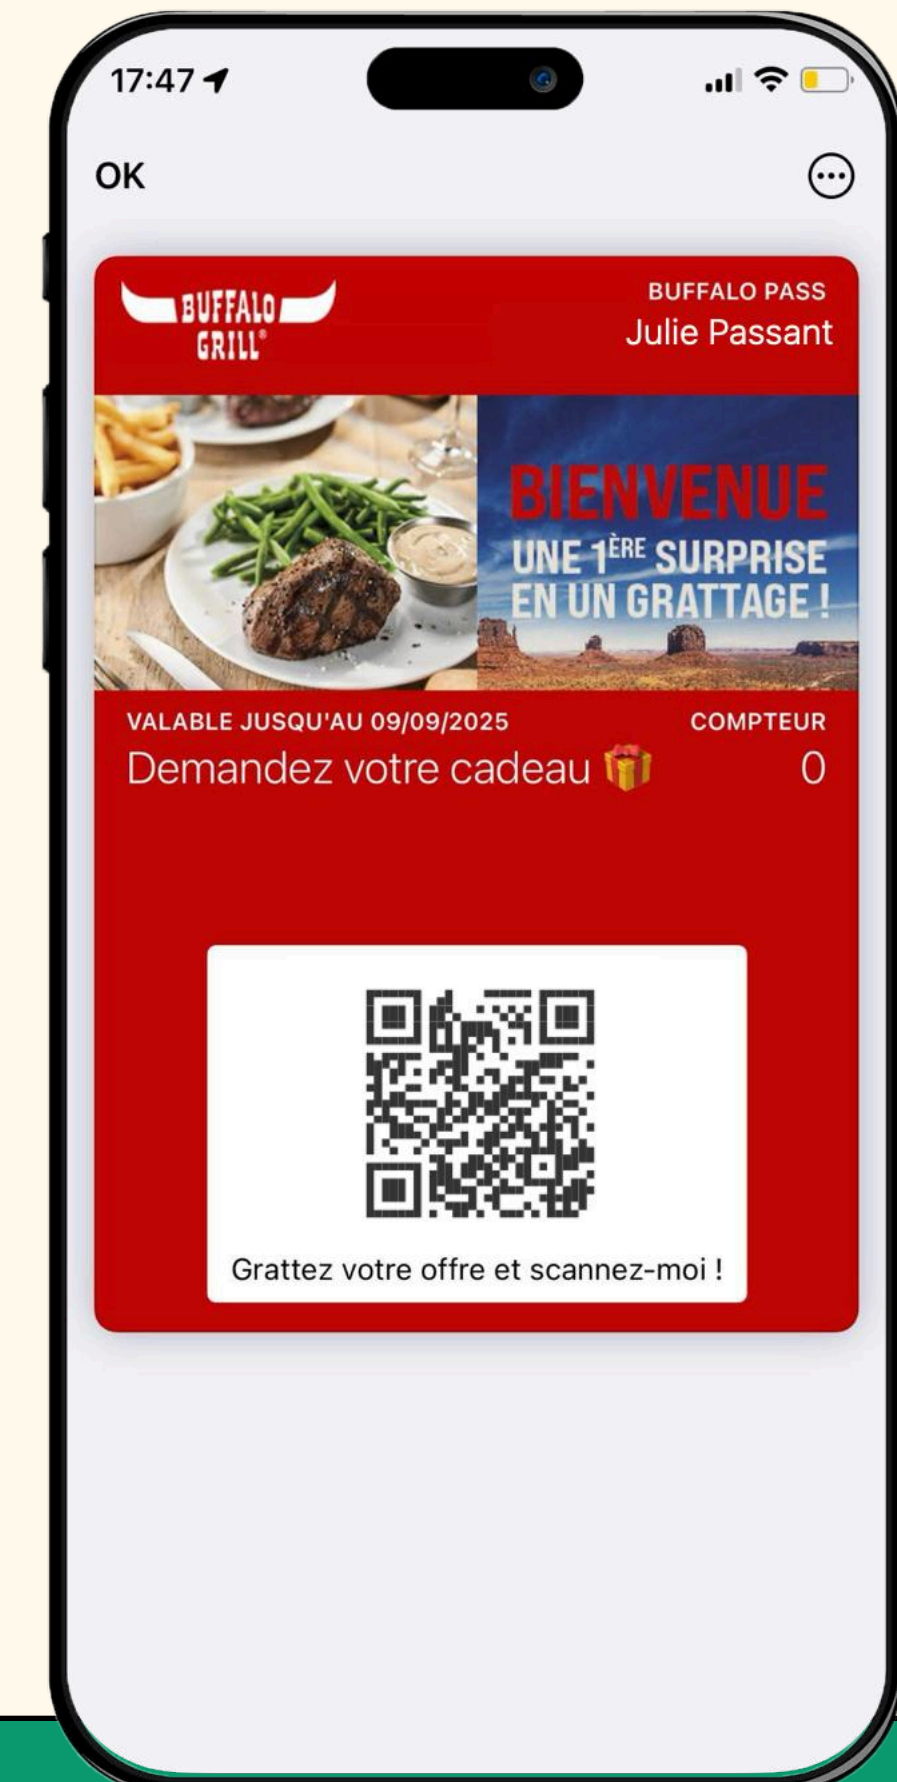 17:47
OK
BUFFALO
GRILL®
BUFFALO PASS
Julie Passant
BIENVENUE
UNE 1ÈRE SURPRISE
EN UN GRATTAGE !
VALABLE JUSQU'AU 09/09/2025
Demandez votre cadeau 🎁
COMPTEUR
0
Grattez votre offre et scannez-moi !